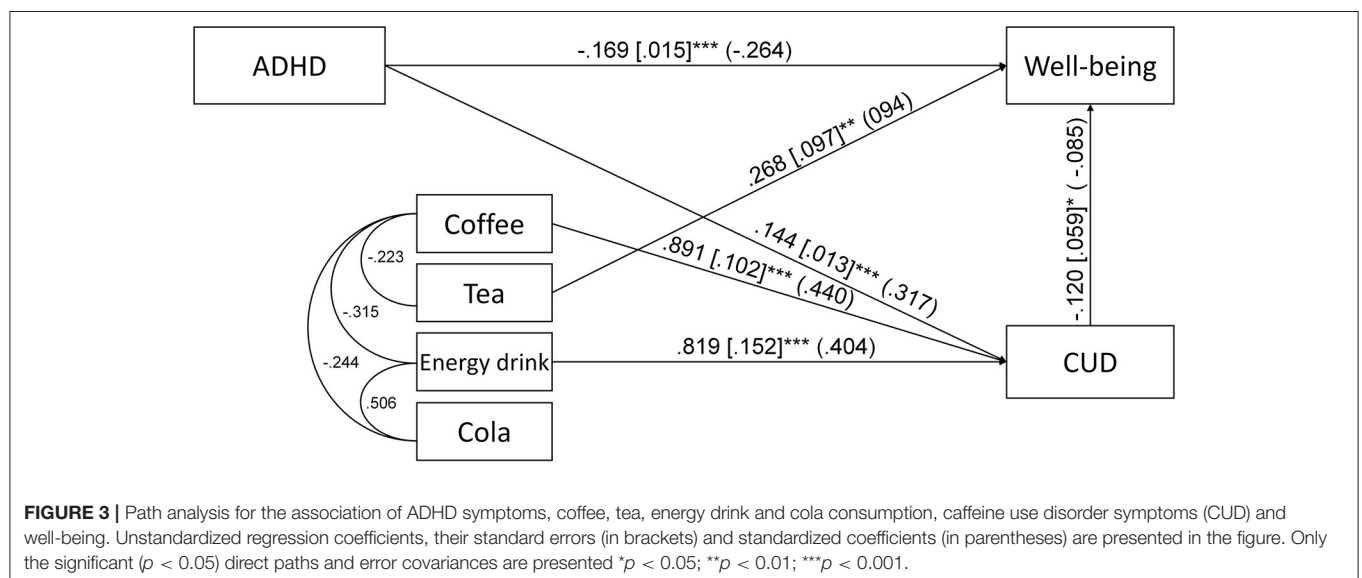 ADHD
-.169 [.015]*** (-.264)
Well-being
.268 [.097]** (094)
-.120 [.059]* ( -.085)
Coffee
-.223
.144 [.013]*** (.317)
.891 [.102]*** (.440)
Tea
-.315
-.244
Energy drink
.819 [.152]*** (.404)
CUD
.506
Cola
FIGURE 3 | Path analysis for the association of ADHD symptoms, coffee, tea, energy drink and cola consumption, caffeine use disorder symptoms (CUD) and
well-being. Unstandardized regression coefficients, their standard errors (in brackets) and standardized coefficients (in parentheses) are presented in the figure. Only
the significant (p < 0.05) direct paths and error covariances are presented *p < 0.05; **p < 0.01; ***p < 0.001.